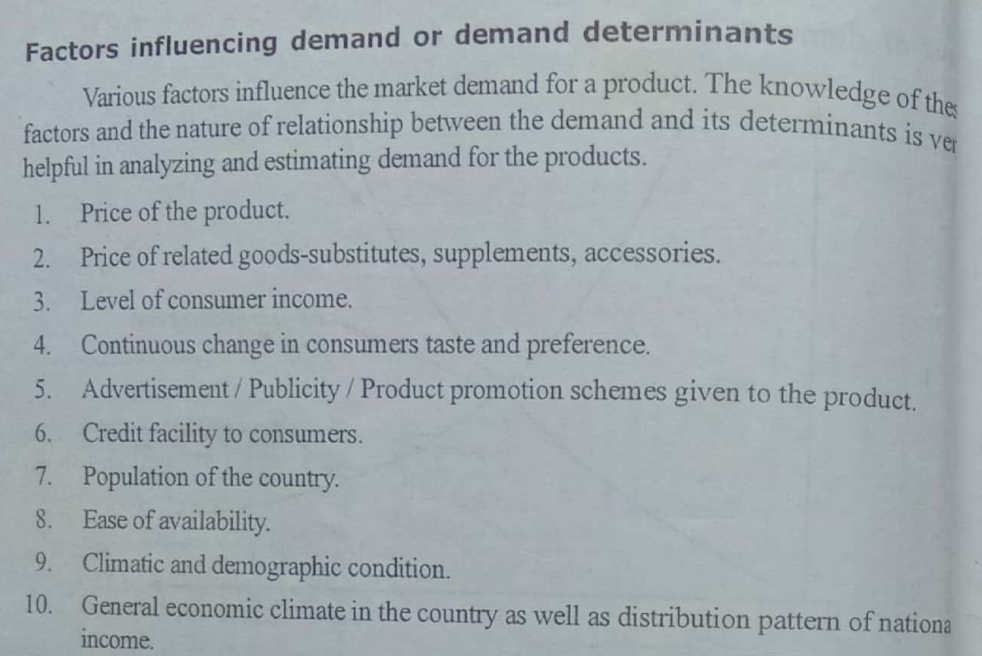 Factors influencing demand or demand determinants
Various factors influence the market demand for a product. The knowledge of thes
factors and the nature of relationship between the demand and its determinants is ver
helpful in analyzing and estimating demand for the products.
1. Price of the product.
2. Price of related goods-substitutes, supplements, accessories.
3. Level of consumer income.
4. Continuous change in consumers taste and preference.
5. Advertisement / Publicity / Product promotion schemes given to the product.
6. Credit facility to consumers.
7. Population of the country.
8. Ease of availability.
9. Climatic and demographic condition.
10. General economic climate in the country as well as distribution pattern of nationa
income.